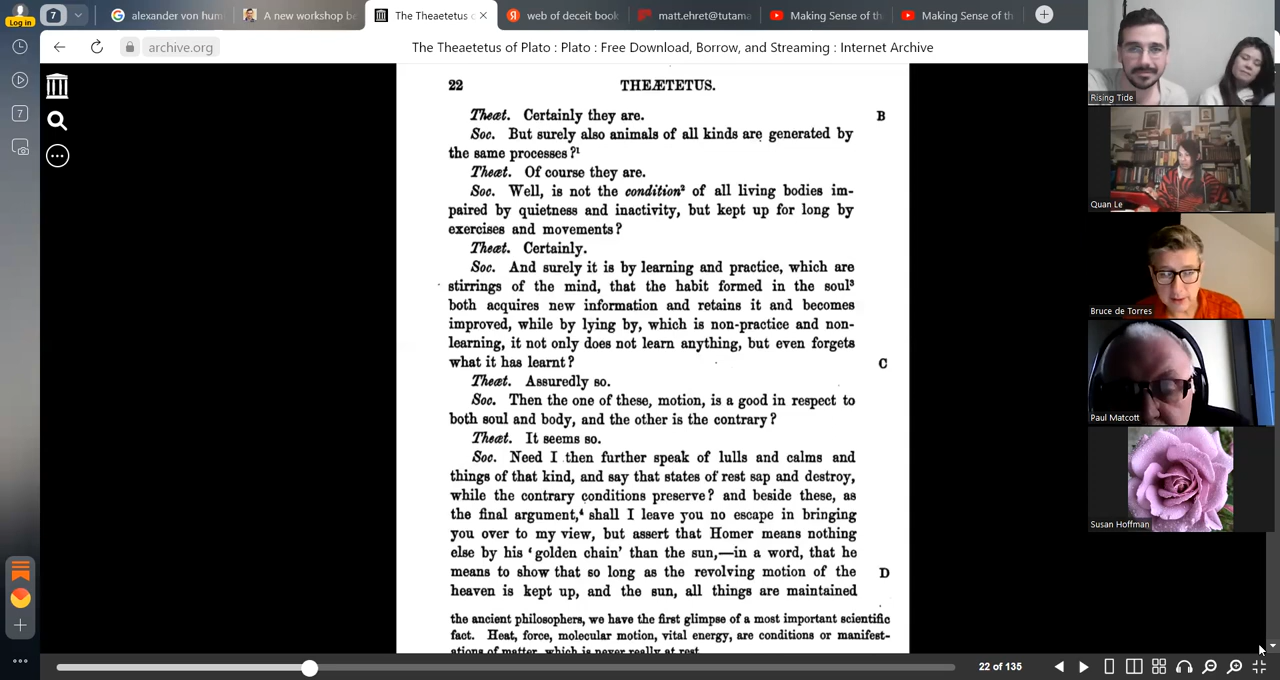 7
alexander von hum
A new workshop be
The Theaetetus o
web of deceit book
matt.ehret@tutama
Making Sense of th
Making Sense of th
Log in
archive.org
The Theaetetus of Plato : Plato : Free Download, Borrow, and Streaming : Internet Archive
7
22 THEÆTETUS.
Theæt. Certainly they are. B
Soc. But surely also animals of all kinds are generated by
the same processes?¹
Theæt. Of course they are.
Soc. Well, is not the condition² of all living bodies im-
paired by quietness and inactivity, but kept up for long by
exercises and movements?
Theæt. Certainly.
Soc. And surely it is by learning and practice, which are
stirrings of the mind, that the habit formed in the soul³
both acquires new information and retains it and becomes
improved, while by lying by, which is non-practice and non-
learning, it not only does not learn anything, but even forgets
what it has learnt? C
Theæt. Assuredly so.
Soc. Then the one of these, motion, is a good in respect to
both soul and body, and the other is the contrary?
Theæt. It seems so.
Soc. Need I then further speak of lulls and calms and
things of that kind, and say that states of rest sap and destroy,
while the contrary conditions preserve? and beside these, as
the final argument,⁴ shall I leave you no escape in bringing
you over to my view, but assert that Homer means nothing
else by his ‘golden chain’ than the sun,—in a word, that he
means to show that so long as the revolving motion of the D
heaven is kept up, and the sun, all things are maintained
the ancient philosophers, we have the first glimpse of a most important scientific
fact. Heat, force, molecular motion, vital energy, are conditions or manifest-
ations of matter, which is never really at rest.
22 of 135
Rising Tide
Quan Le
Bruce de Torres
Paul Matcott
Susan Hoffman